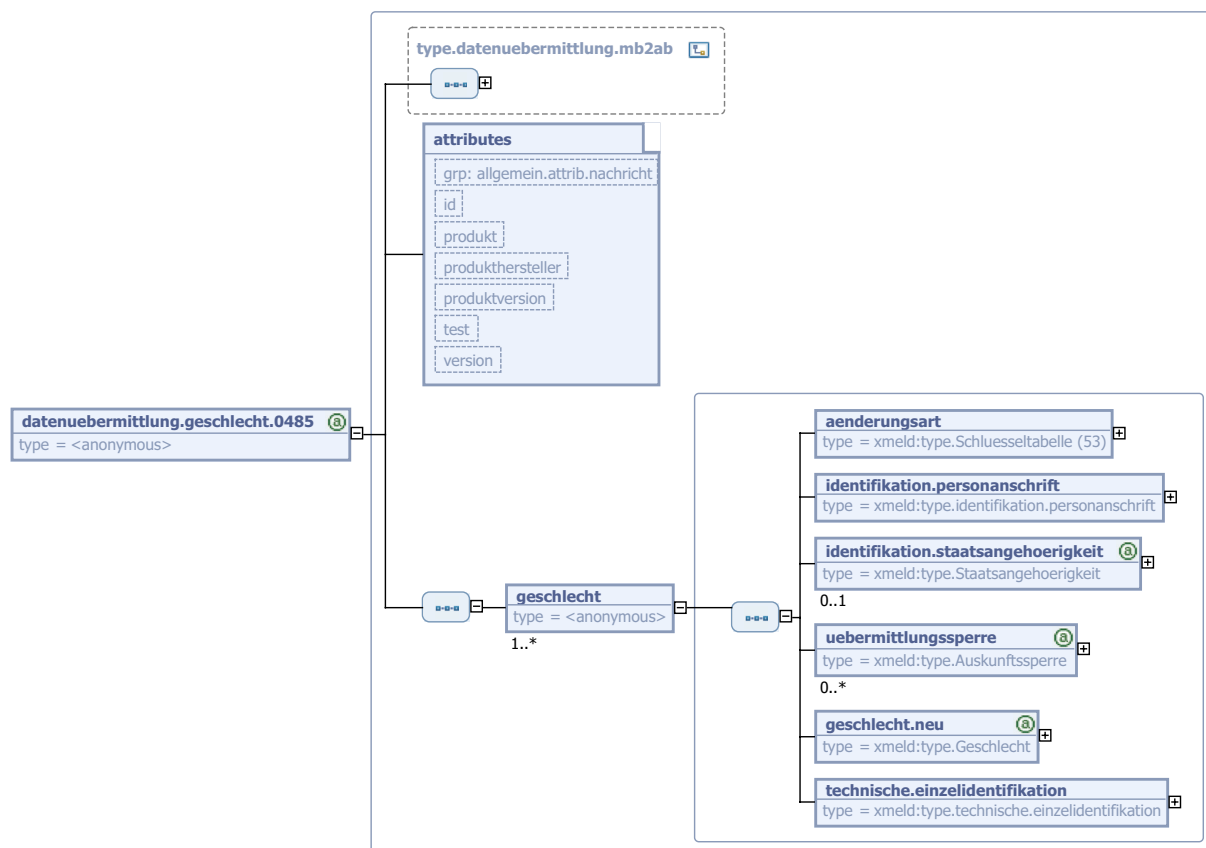 type.datenuebermittlung.mb2ab
attributes
grp: allgemein.attrib.nachricht
id
produkt
produkthersteller
produktversion
test
version
datenuebermittlung.geschlecht.0485 a
type = <anonymous>
geschlecht
type = <anonymous>
1..*
aenderungsart
type = xmeld:type.Schluesseltabelle (53)
identifikation.personanschrift
type = xmeld:type.identifikation.personanschrift
identifikation.staatsangehoerigkeit a
type = xmeld:type.Staatsangehoerigkeit
0..1
uebermittlungssperre a
type = xmeld:type.Auskunftssperre
0..*
geschlecht.neu a
type = xmeld:type.Geschlecht
technische.einzelidentifikation
type = xmeld:type.technische.einzelidentifikation